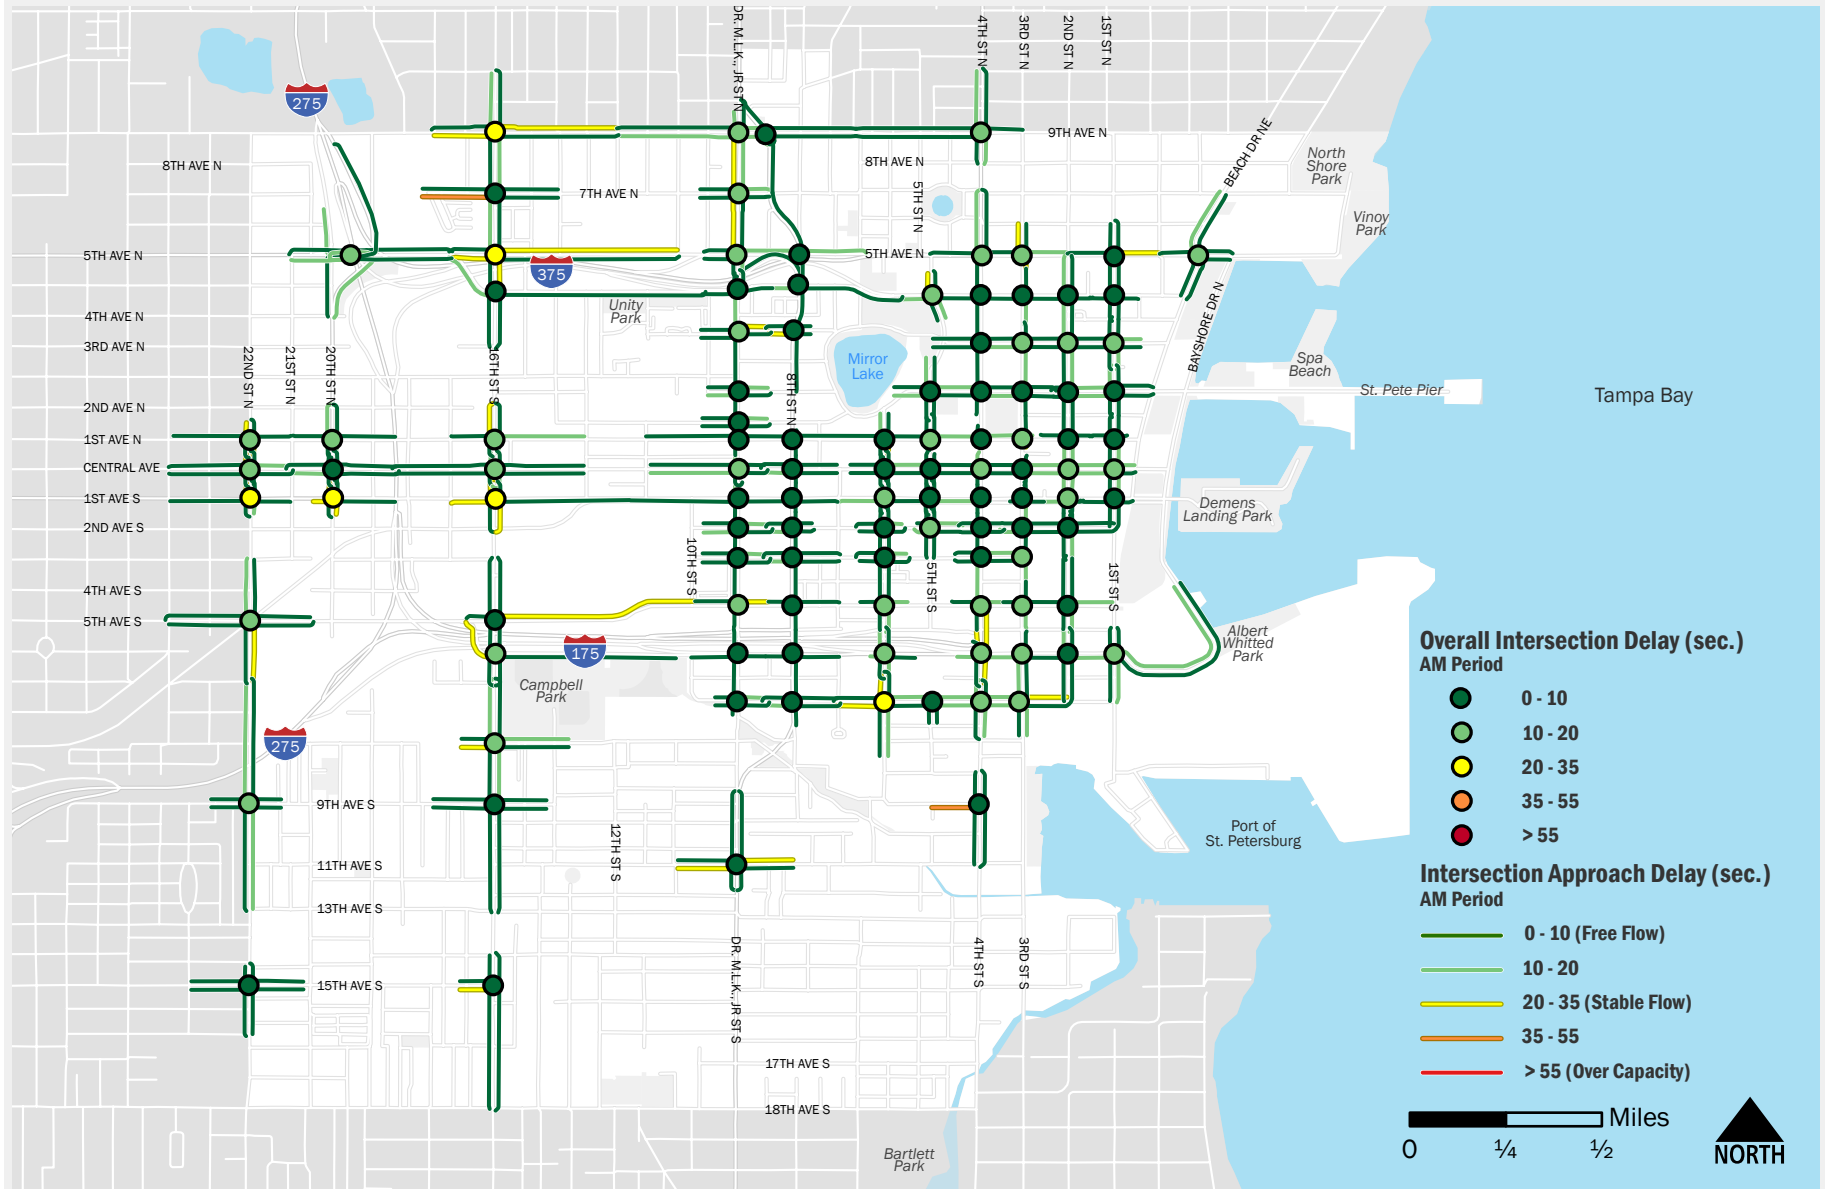 DR. M.L.K., JR ST N
4TH ST N
3RD ST N
2ND ST N
1ST ST N
275
9TH AVE N
8TH AVE N
8TH AVE N
BEACH DR NE
North
Shore
Park
7TH AVE N
5TH ST N
Vinoy
Park
5TH AVE N
5TH AVE N
375
BAYSHORE DR N
Unity
Park
4TH AVE N
3RD AVE N
22ND ST N
21ST ST N
20TH ST N
16TH ST S
Mirror
Lake
8TH ST N
Spa
Beach
St. Pete Pier
Tampa Bay
2ND AVE N
1ST AVE N
CENTRAL AVE
1ST AVE S
Demens
Landing Park
2ND AVE S
10TH ST S
5TH ST S
1ST ST S
4TH AVE S
5TH AVE S
175
Albert
Whitted
Park
Campbell
Park
275
9TH AVE S
12TH ST S
Port of
St. Petersburg
11TH AVE S
13TH AVE S
DR. M.L.K., JR ST S
4TH ST S
3RD ST S
15TH AVE S
17TH AVE S
18TH AVE S
Bartlett
Park
Overall Intersection Delay (sec.)
AM Period
0 - 10
10 - 20
20 - 35
35 - 55
> 55
Intersection Approach Delay (sec.)
AM Period
0 - 10 (Free Flow)
10 - 20
20 - 35 (Stable Flow)
35 - 55
> 55 (Over Capacity)
Miles
0 ¼ ½
NORTH